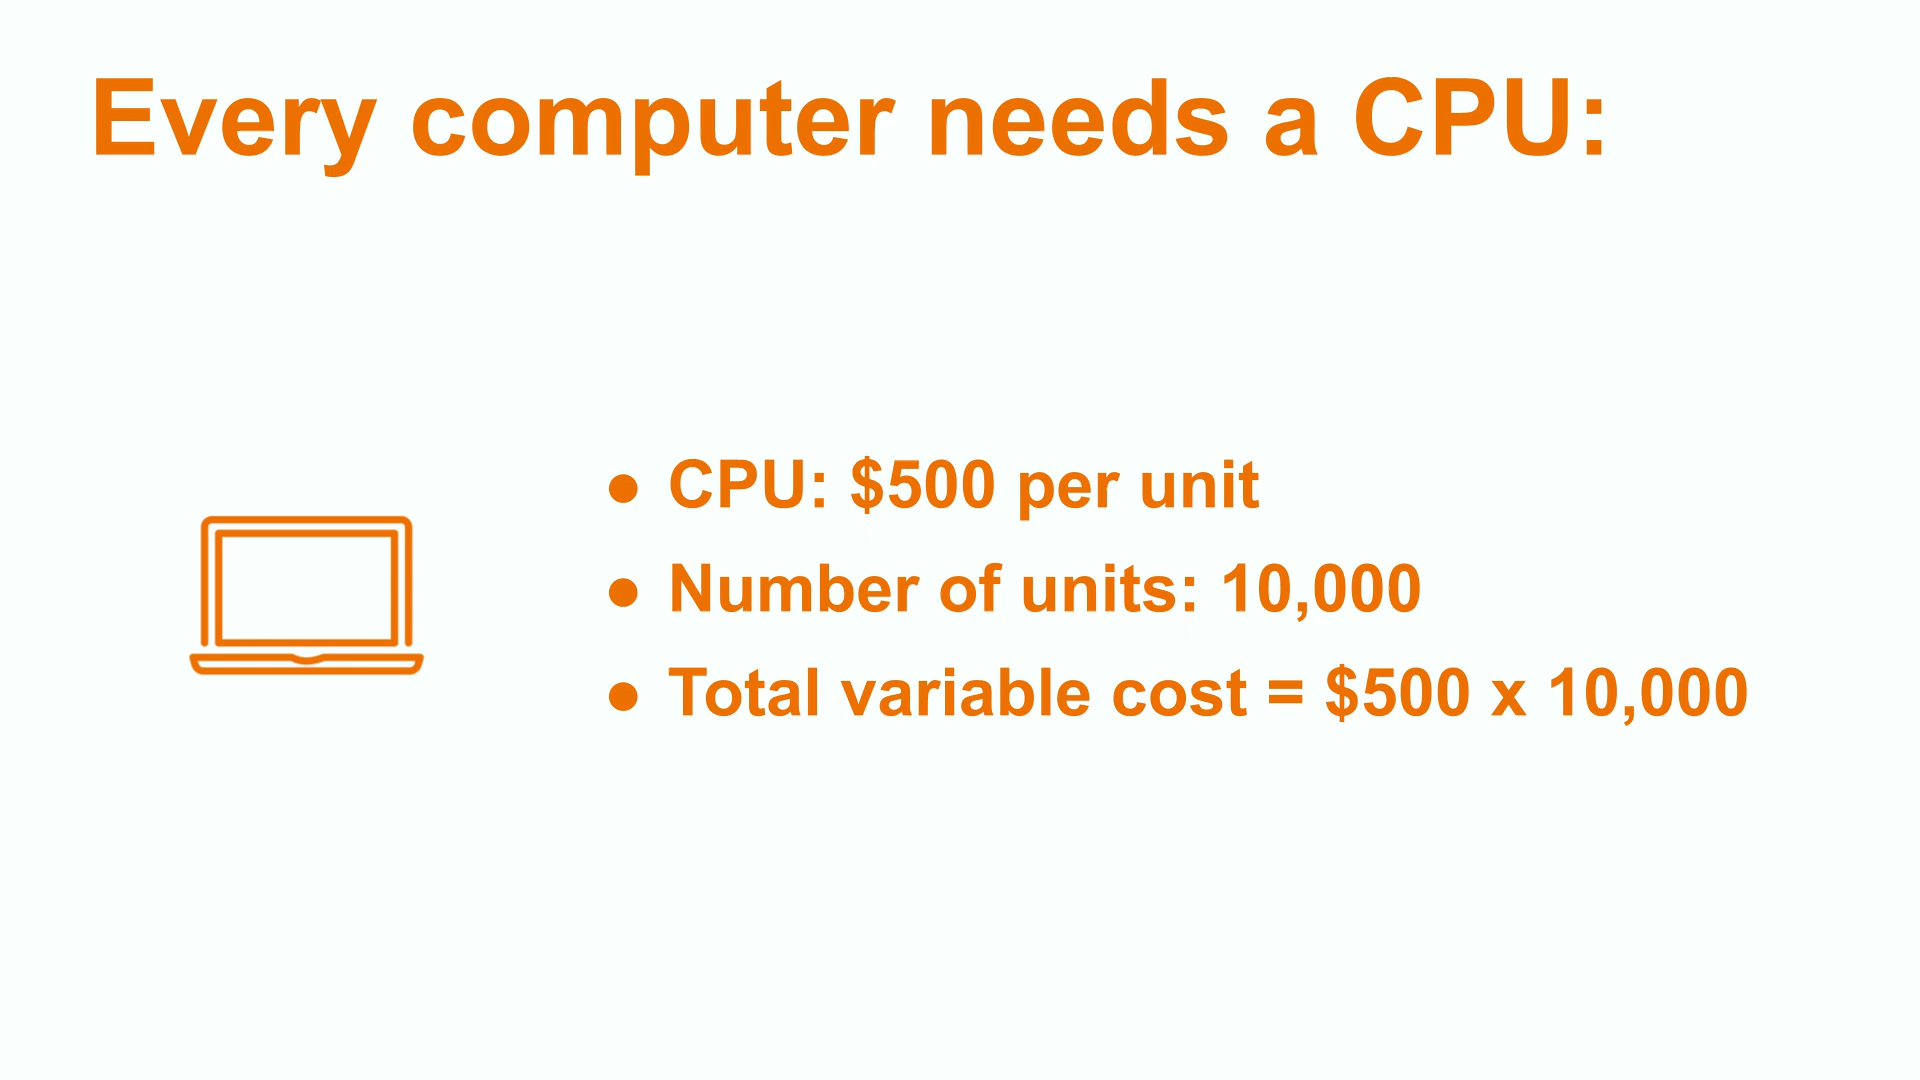 Every computer needs a CPU:
● CPU: $500 per unit
● Number of units: 10,000
● Total variable cost = $500 x 10,000